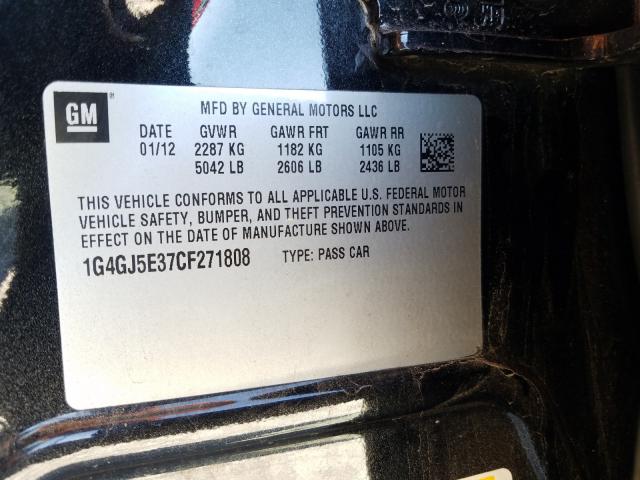 GM
MFD BY GENERAL MOTORS LLC
DATE GVWR GAWR FRT GAWR RR
01/12 2287 KG 1182 KG 1105 KG
5042 LB 2606 LB 2436 LB
THIS VEHICLE CONFORMS TO ALL APPLICABLE U.S. FEDERAL MOTOR
VEHICLE SAFETY, BUMPER, AND THEFT PREVENTION STANDARDS IN
EFFECT ON THE DATE OF MANUFACTURE SHOWN ABOVE.
1G4GJ5E37CF271808 TYPE: PASS CAR